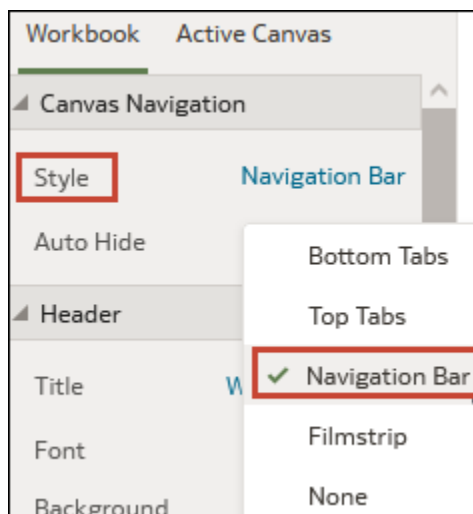 Workbook Active Canvas
Canvas Navigation
Style Navigation Bar
Auto Hide
Bottom Tabs
Header
Top Tabs
Title
Navigation Bar
Font
Filmstrip
Background
None